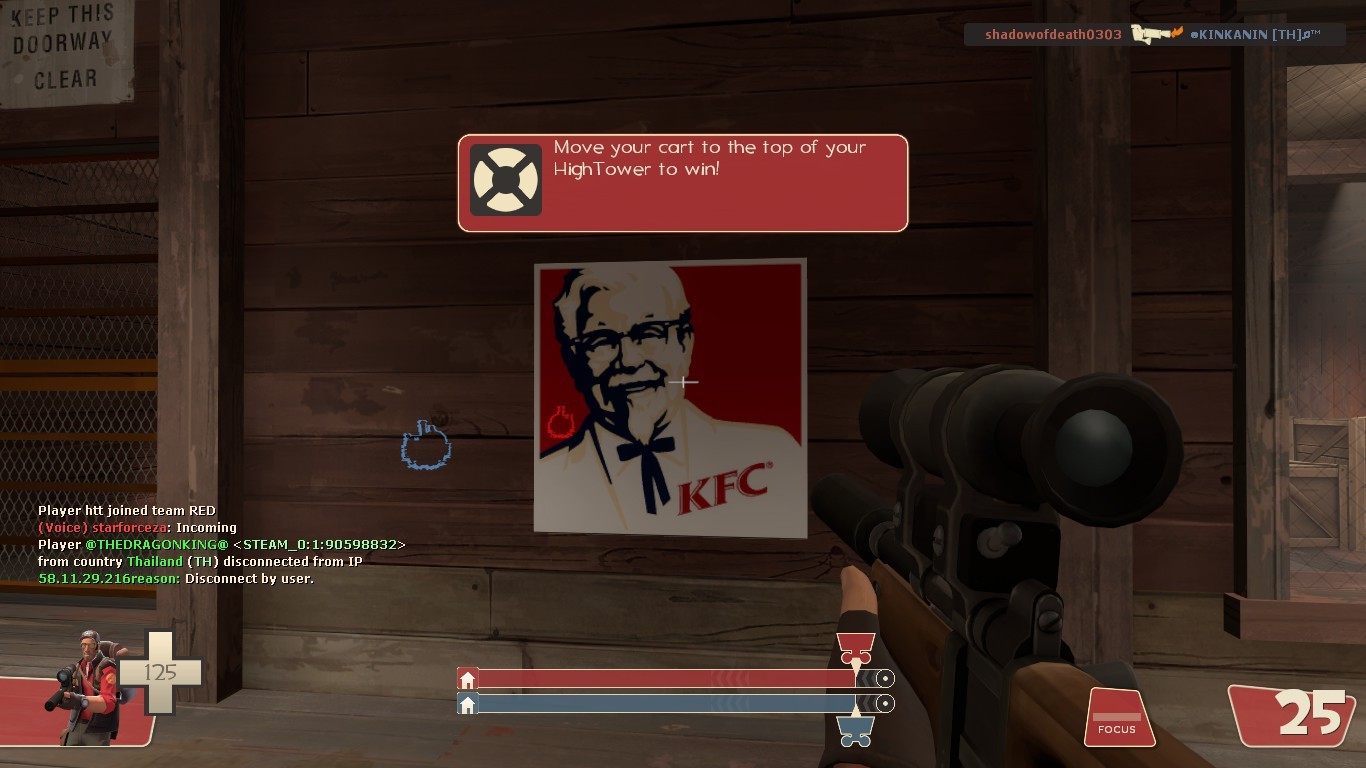 KEEP THIS
DOORWAY
CLEAR
shadowofdeath0303 ⍟KINKANIN [TH]♫™
Move your cart to the top of your
HighTower to win!
KFC®
Player htt joined team RED
(Voice) starforceza: Incoming
Player @THEDRAGONKING@ <STEAM_0:1:90598832>
from country Thailand (TH) disconnected from IP
58.11.29.216reason: Disconnect by user.
125
FOCUS
25